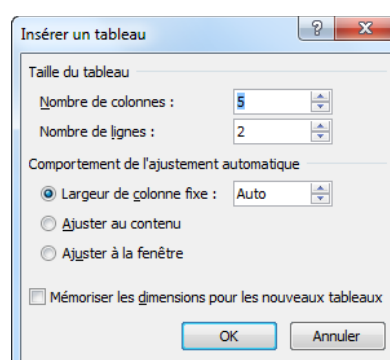 Insérer un tableau
Taille du tableau
Nombre de colonnes : 5
Nombre de lignes : 2
Comportement de l'ajustement automatique
Largeur de colonne fixe : Auto
Ajuster au contenu
Ajuster à la fenêtre
Mémoriser les dimensions pour les nouveaux tableaux
OK Annuler